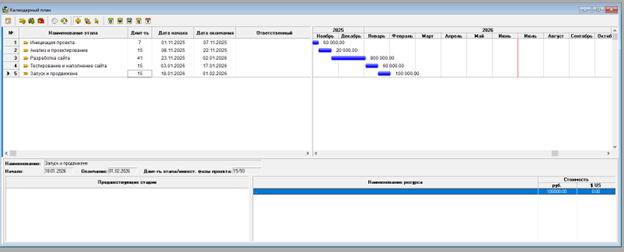 Календарный план
№ Наименование этапа Длит-ть Дата начала Дата окончания Ответственный
2025 2026
Ноябрь Декабрь Январь Февраль Март Апрель Май Июнь Июль Август Сентябрь Октяб
1 Инициация проекта 7 01.11.2025 07.11.2025 50 000,00
2 Анализ и проектирование 15 08.11.2025 22.11.2025 20 000,00
3 Разработка сайта 41 23.11.2025 02.01.2026 800 000,00
4 Тестирование и наполнение сайта 15 03.01.2026 17.01.2026 60 000,00
5 Запуск и продвижение 15 18.01.2026 01.02.2026 100 000,00
Наименование: Запуск и продвижение
Начало: 18.01.2026 Окончание: 01.02.2026 Длит-ть этапа/инвест. фазы проекта: 15/93
Предшествующие стадии Наименование ресурса Стоимость
руб. $ US
100000.00 0.00